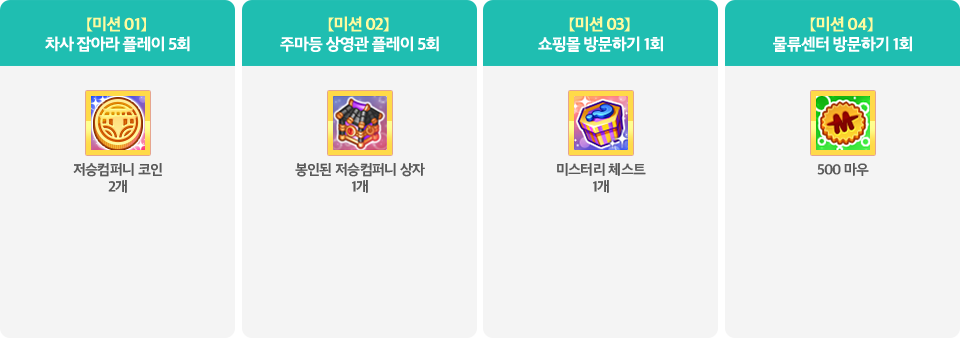 【미션 01】
차사 잡아라 플레이 5회
저승컴퍼니 코인
2개
【미션 02】
주마등 상영관 플레이 5회
봉인된 저승컴퍼니 상자
1개
【미션 03】
쇼핑몰 방문하기 1회
미스터리 체스트
1개
【미션 04】
물류센터 방문하기 1회
500 마우